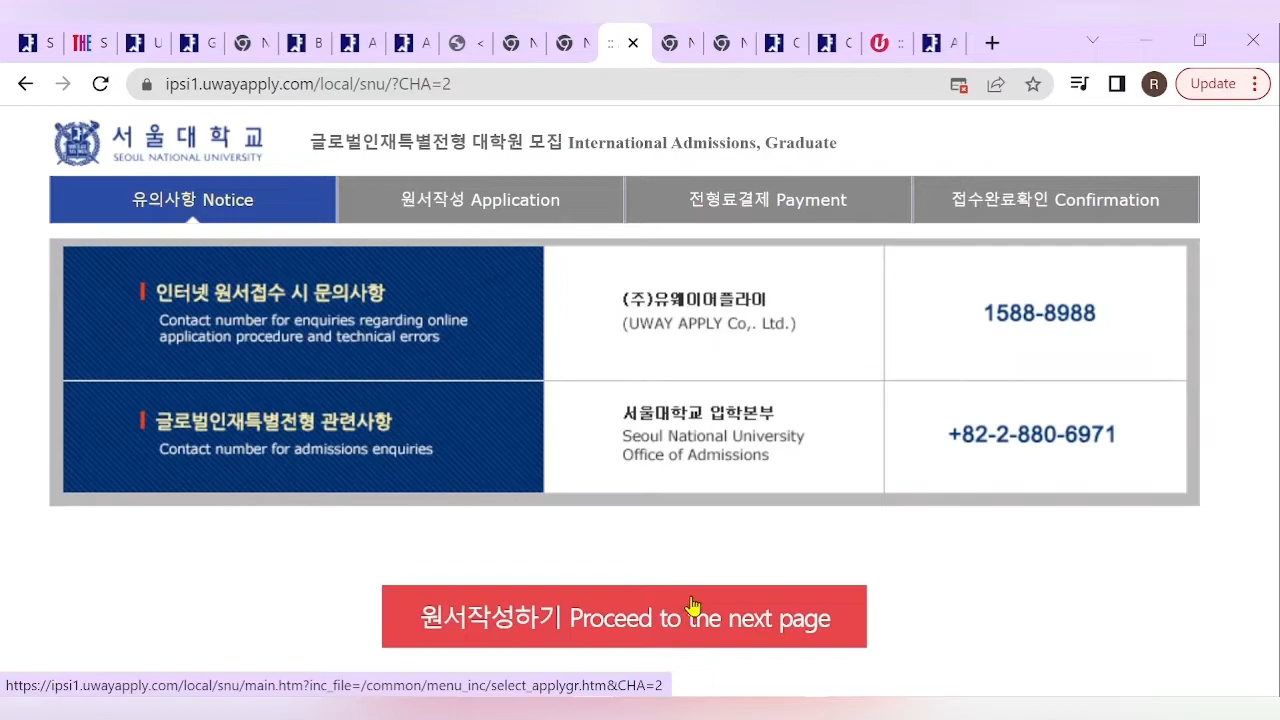 S
THE S
U
G
N
B
A
A
<
N
N
::
N
N
C
C
::
A
ipsi1.uwayapply.com/local/snu/?CHA=2
R
Update
서울대학교
SEOUL NATIONAL UNIVERSITY
글로벌인재특별전형 대학원 모집 International Admissions, Graduate
유의사항 Notice
원서작성 Application
전형료결제 Payment
접수완료확인 Confirmation
인터넷 원서접수 시 문의사항
Contact number for enquiries regarding online
application procedure and technical errors
(주)유웨이어플라이
(UWAY APPLY Co,. Ltd.)
1588-8988
글로벌인재특별전형 관련사항
Contact number for admissions enquiries
서울대학교 입학본부
Seoul National University
Office of Admissions
+82-2-880-6971
원서작성하기 Proceed to the next page
https://ipsi1.uwayapply.com/local/snu/main.htm?inc_file=/common/menu_inc/select_applygr.htm&CHA=2